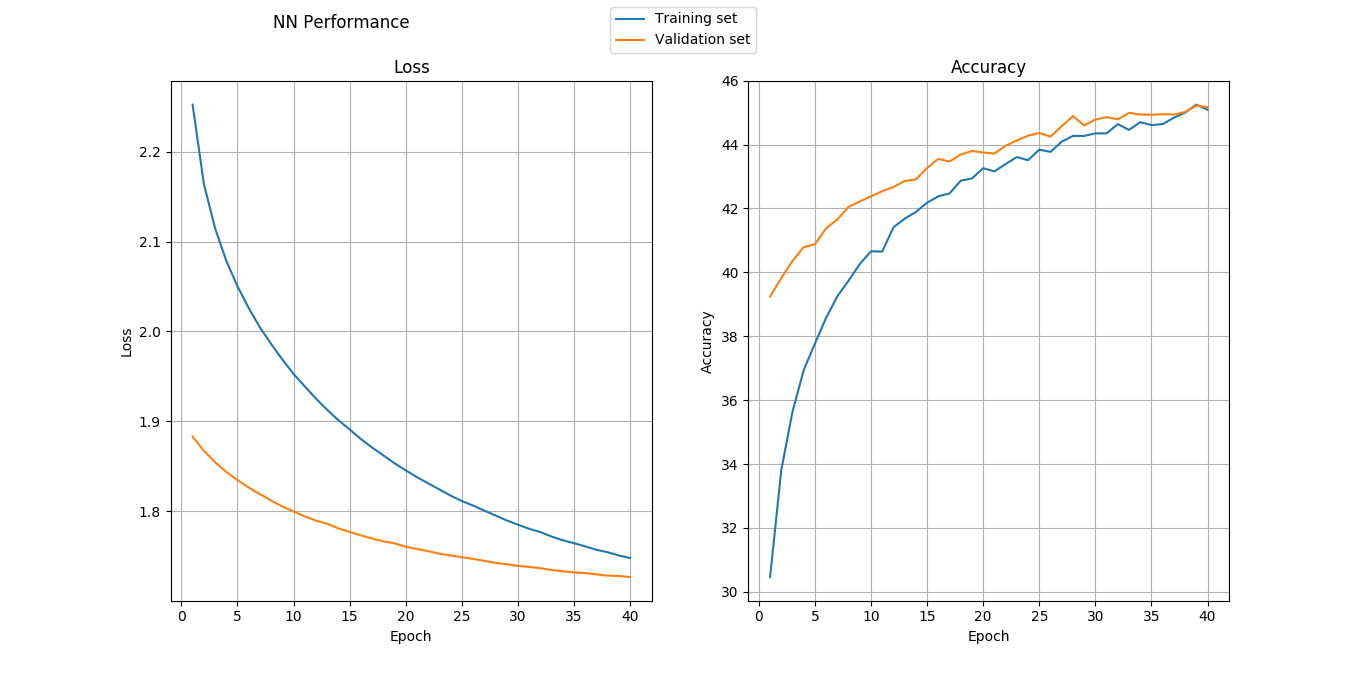 NN Performance
Training set
Validation set
Loss
2.2
2.1
2.0
1.9
1.8
Loss
0 5 10 15 20 25 30 35 40
Epoch
Accuracy
46
44
42
40
38
36
34
32
30
Accuracy
0 5 10 15 20 25 30 35 40
Epoch